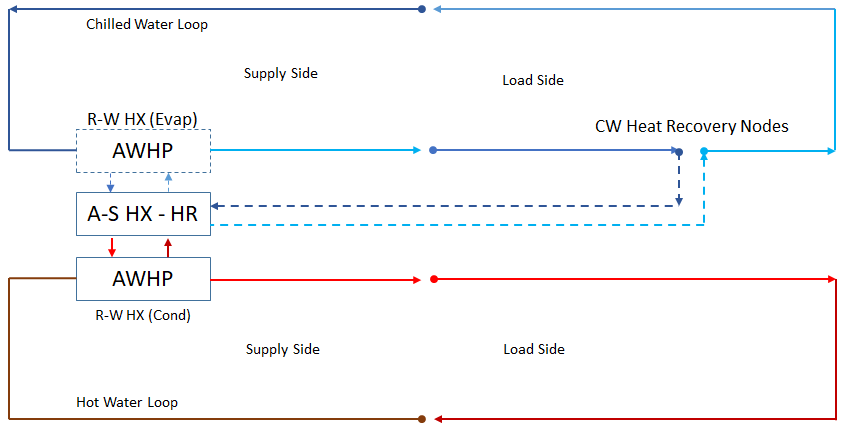 Chilled Water Loop
Supply Side
Load Side
R-W HX (Evap)
CW Heat Recovery Nodes
AWHP
A-S HX - HR
AWHP
R-W HX (Cond)
Supply Side
Load Side
Hot Water Loop